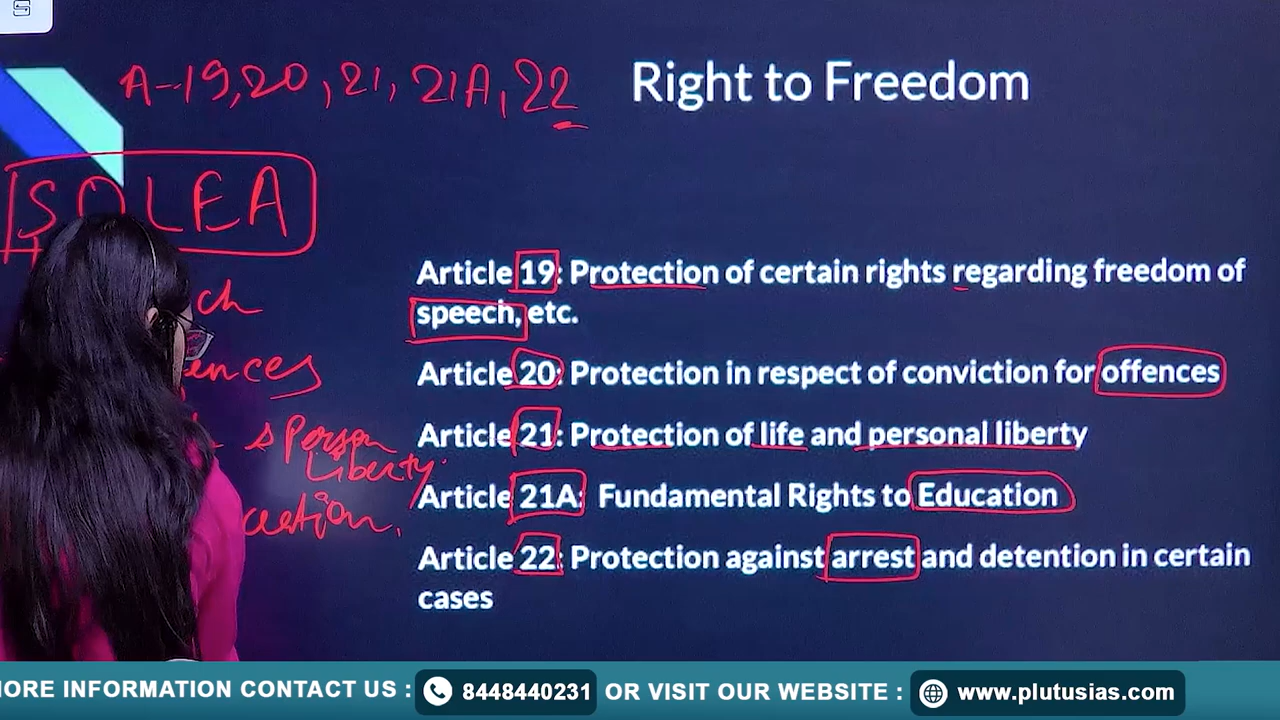 A-19,20,21,21A,22
Right to Freedom
SOLEA
Article 19: Protection of certain rights regarding freedom of
speech, etc.
ch
Article 20: Protection in respect of conviction for offences
ences
Article 21: Protection of life and personal liberty
Person
Liberty.
Article 21A: Fundamental Rights to Education
cation.
Article 22: Protection against arrest and detention in certain
cases
MORE INFORMATION CONTACT US : 8448440231 OR VISIT OUR WEBSITE : www.plutusias.com